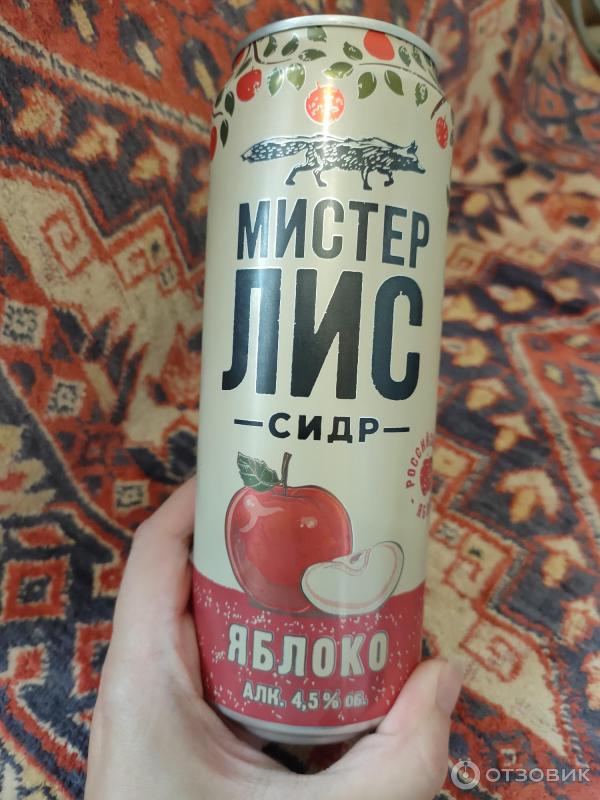 МИСТЕР
ЛИС
—СИДР—
ЯБЛОКО
АЛК. 4,5% ОБ.
ОТЗОВИК